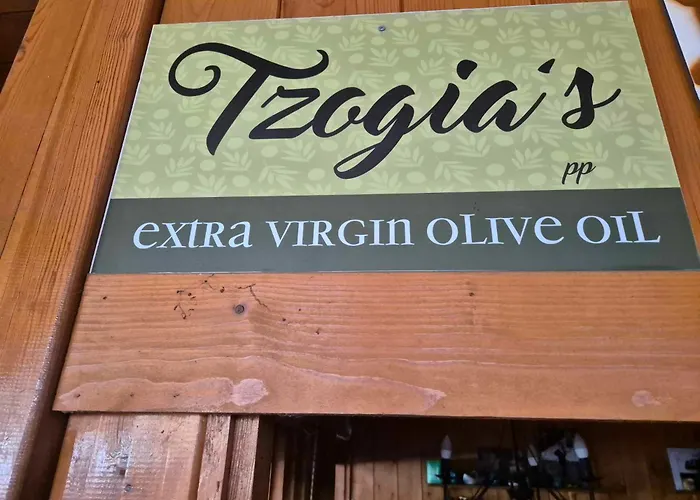 Tzogia's
pp
extra virgin olive oil